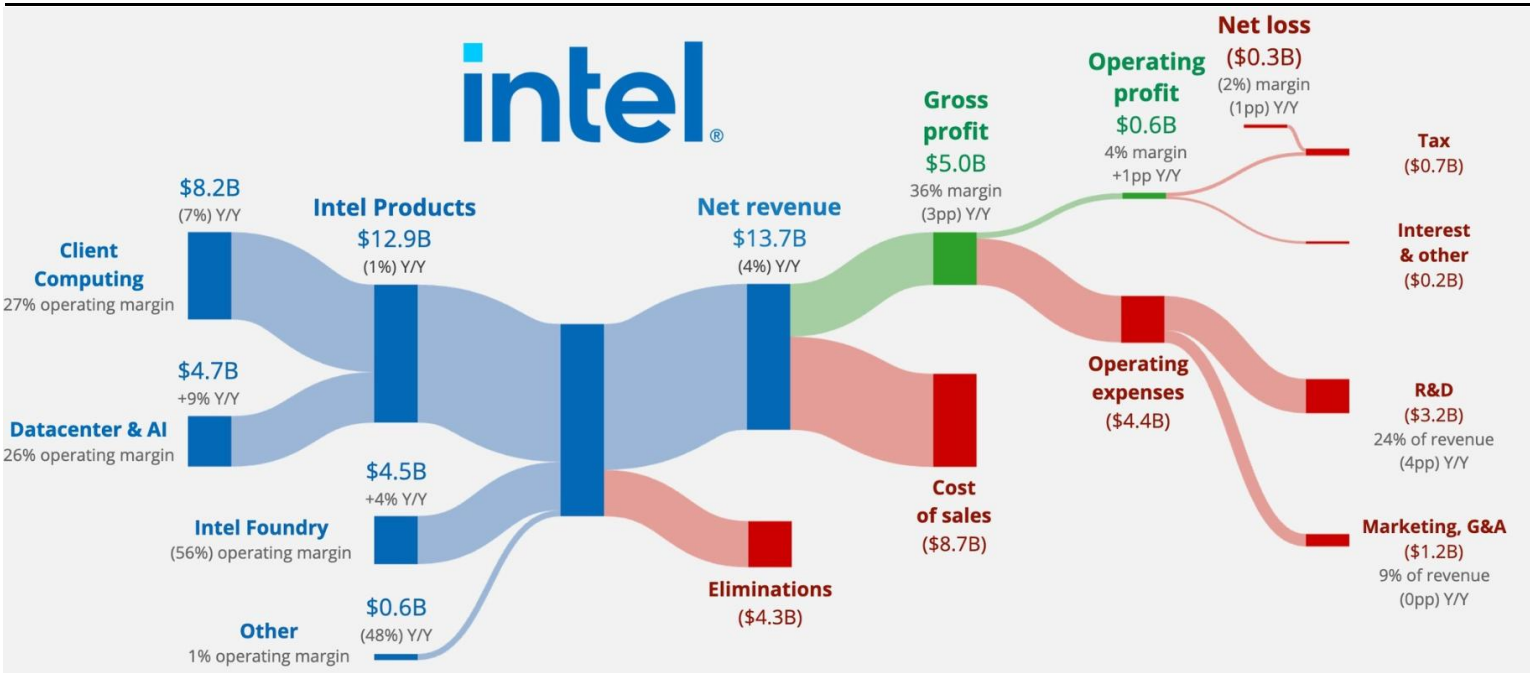 intel®
$8.2B
(7%) Y/Y
Client
Computing
27% operating margin
$4.7B
+9% Y/Y
Datacenter & AI
26% operating margin
Intel Products
$12.9B
(1%) Y/Y
$4.5B
+4% Y/Y
Intel Foundry
(56%) operating margin
$0.6B
(48%) Y/Y
Other
1% operating margin
Net revenue
$13.7B
(4%) Y/Y
Eliminations
($4.3B)
Gross
profit
$5.0B
36% margin
(3pp) Y/Y
Cost
of sales
($8.7B)
Operating
profit
$0.6B
4% margin
+1pp Y/Y
Operating
expenses
($4.4B)
Net loss
($0.3B)
(2%) margin
(1pp) Y/Y
Tax
($0.7B)
Interest
& other
($0.2B)
R&D
($3.2B)
24% of revenue
(4pp) Y/Y
Marketing, G&A
($1.2B)
9% of revenue
(0pp) Y/Y